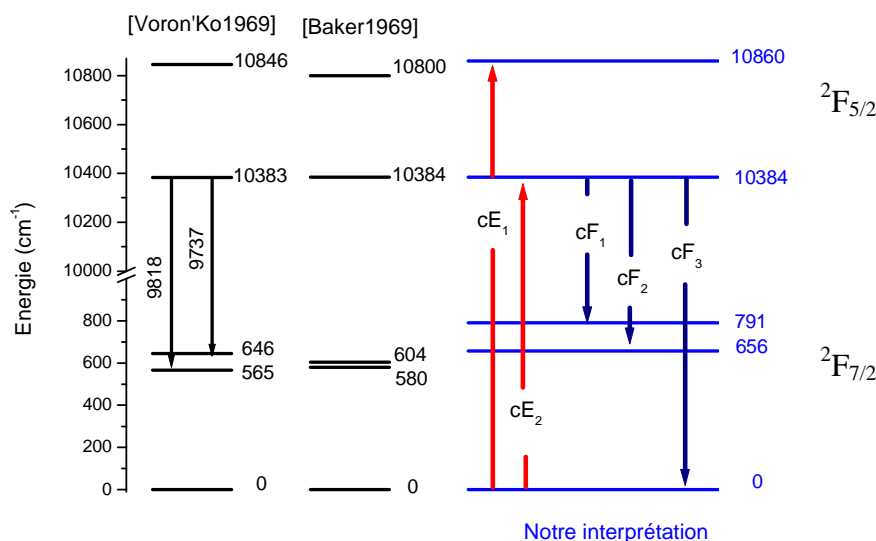 [Voron'Ko1969]
[Baker1969]
Energie (cm⁻¹)
10800
10600
10400
10200
10000
800
600
400
200
0
10846
10383
9818
9737
646
565
0
10800
10384
604
580
0
10860
10384
791
656
0
cE₁
cE₂
cF₁
cF₂
cF₃
²F₅/₂
²F₇/₂
Notre interprétation